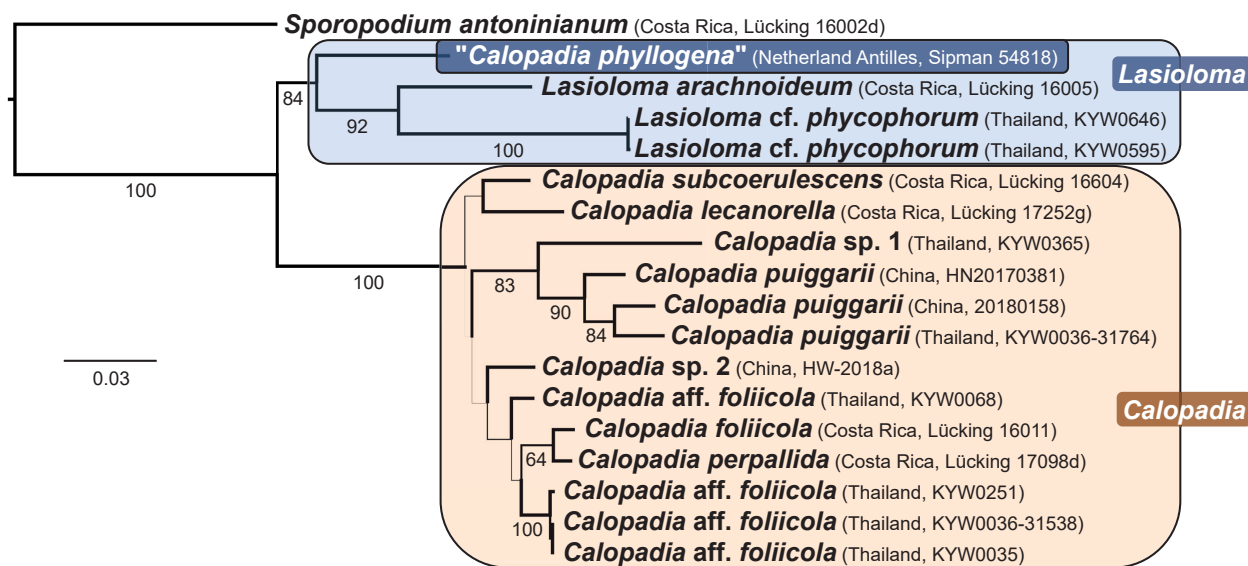 Sporopodium antoninianum (Costa Rica, Lücking 16002d)
"Calopadia phyllogena" (Netherland Antilles, Sipman 54818)
Lasioloma
84
Lasioloma arachnoideum (Costa Rica, Lücking 16005)
92
Lasioloma cf. phycophorum (Thailand, KYW0646)
100
Lasioloma cf. phycophorum (Thailand, KYW0595)
100
Calopadia subcoerulescens (Costa Rica, Lücking 16604)
Calopadia lecanorella (Costa Rica, Lücking 17252g)
Calopadia sp. 1 (Thailand, KYW0365)
100
83
Calopadia puiggarii (China, HN20170381)
90
Calopadia puiggarii (China, 20180158)
84
Calopadia puiggarii (Thailand, KYW0036-31764)
0.03
Calopadia sp. 2 (China, HW-2018a)
Calopadia aff. foliicola (Thailand, KYW0068)
Calopadia
Calopadia foliicola (Costa Rica, Lücking 16011)
64
Calopadia perpallida (Costa Rica, Lücking 17098d)
Calopadia aff. foliicola (Thailand, KYW0251)
100
Calopadia aff. foliicola (Thailand, KYW0036-31538)
Calopadia aff. foliicola (Thailand, KYW0035)